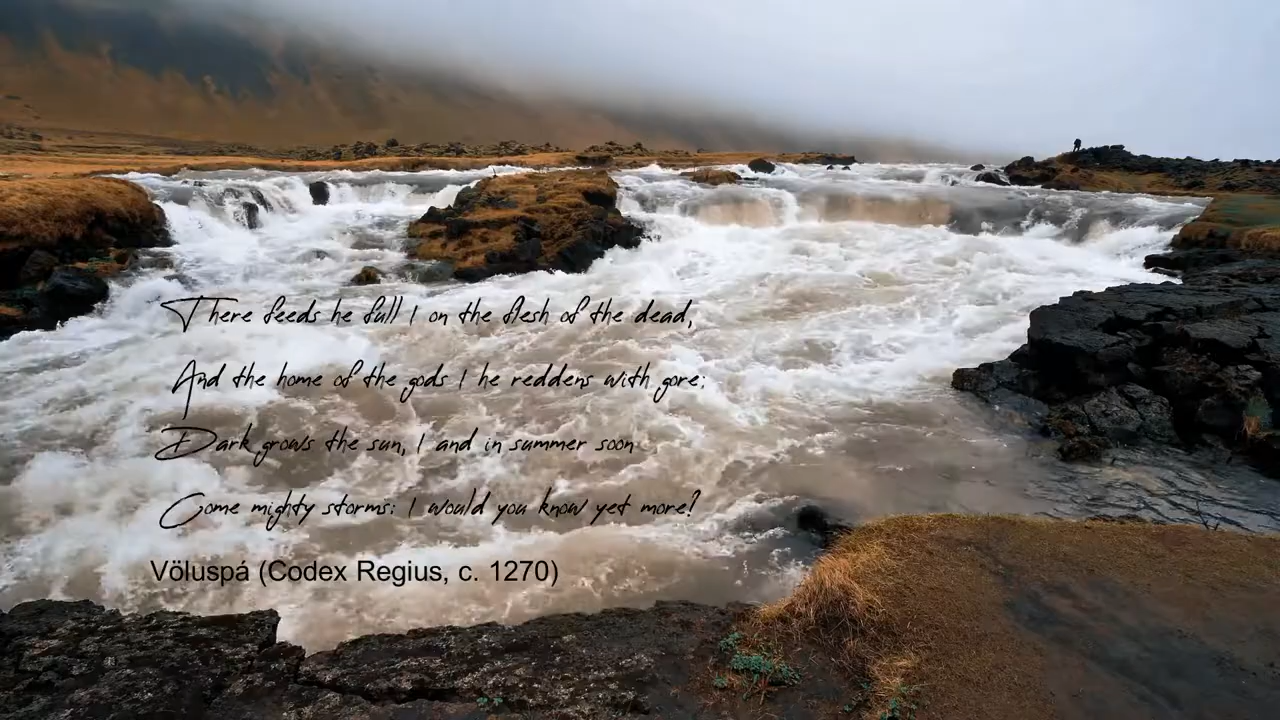 There feeds he full | on the flesh of the dead,
And the home of the gods | he reddens with gore;
Dark grows the sun, | and in summer soon
Come mighty storms: | would you know yet more?
Völuspá (Codex Regius, c. 1270)